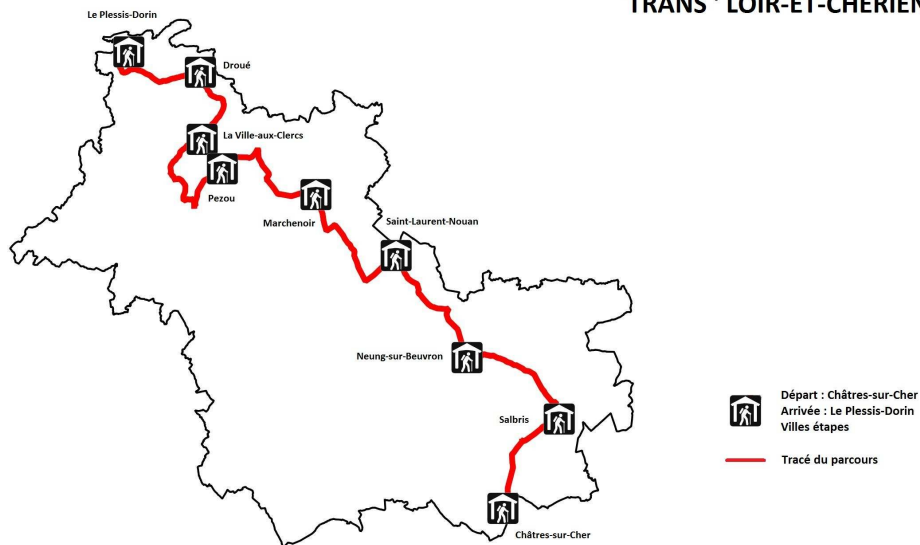 TRANS ' LOIR-ET-CHERIEN
Le Plessis-Dorin
Droué
La Ville-aux-Clercs
Pezou
Marchenoir
Saint-Laurent-Nouan
Neung-sur-Beuvron
Salbris
Châtres-sur-Cher
Départ : Châtres-sur-Cher
Arrivée : Le Plessis-Dorin
Villes étapes
Tracé du parcours